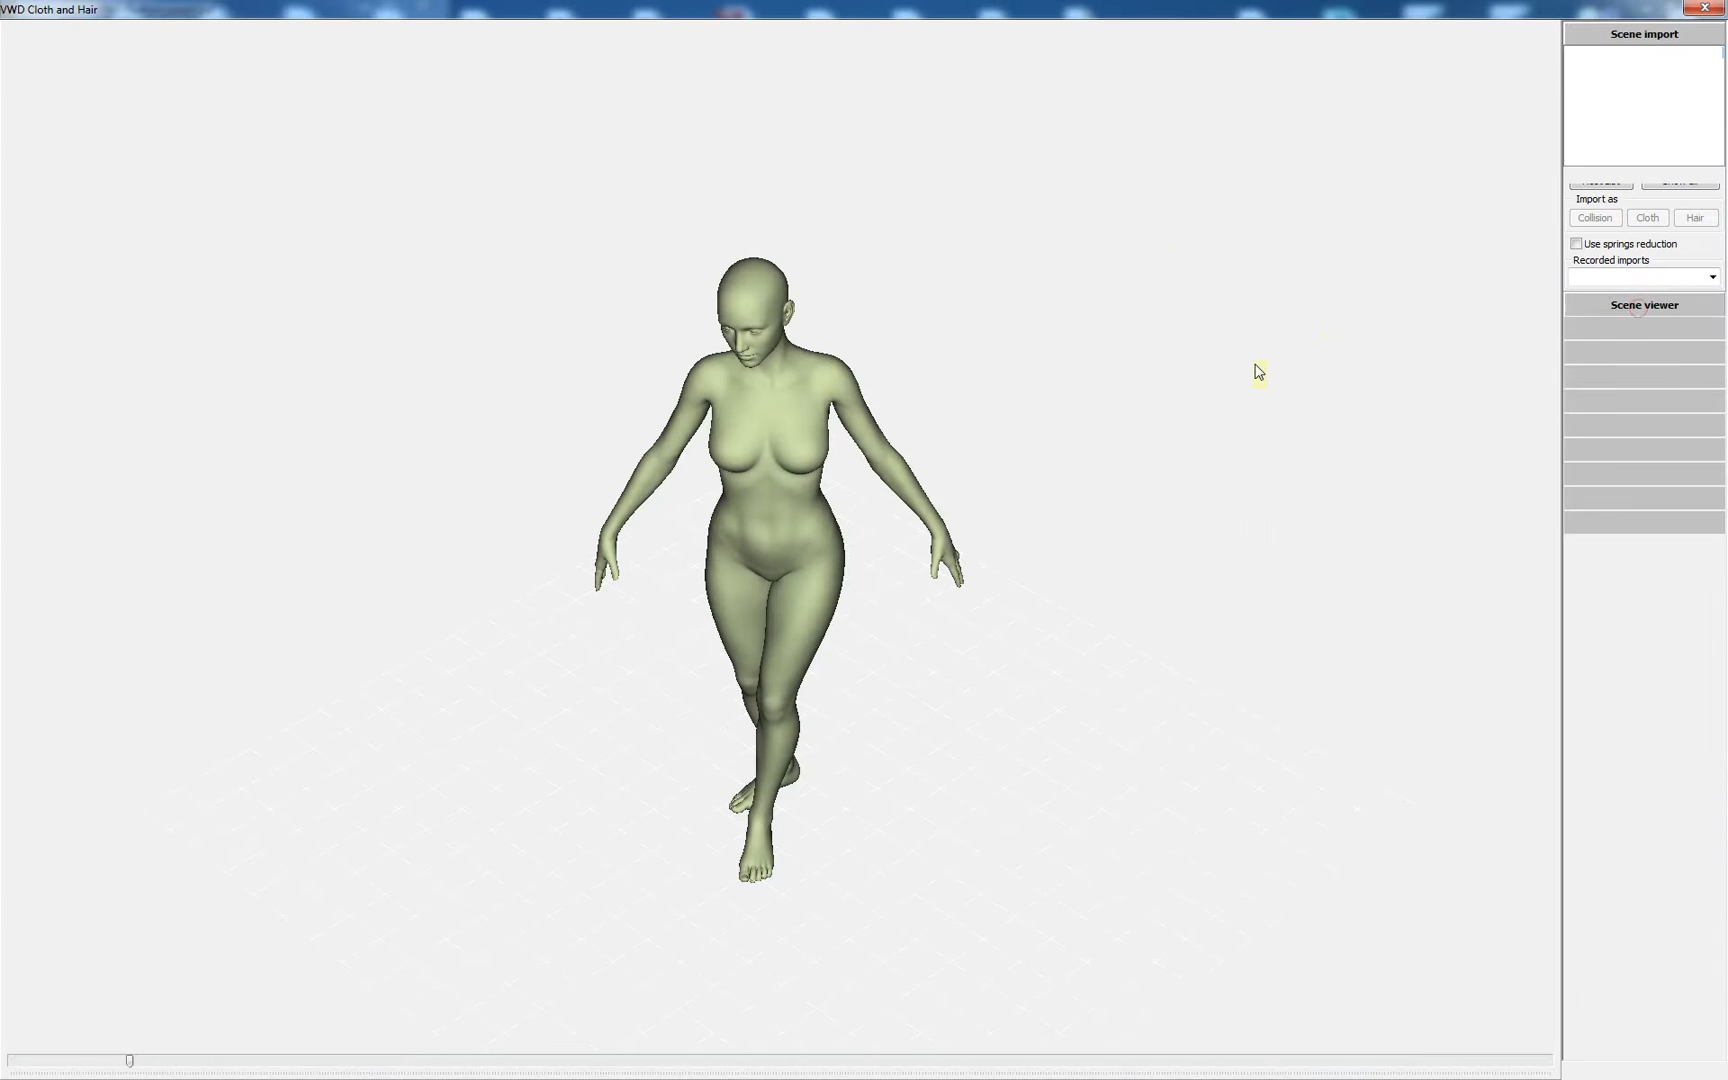 VWD Cloth and Hair
Scene import
Import as
Collision
Cloth
Hair
Use springs reduction
Recorded imports
Scene viewer